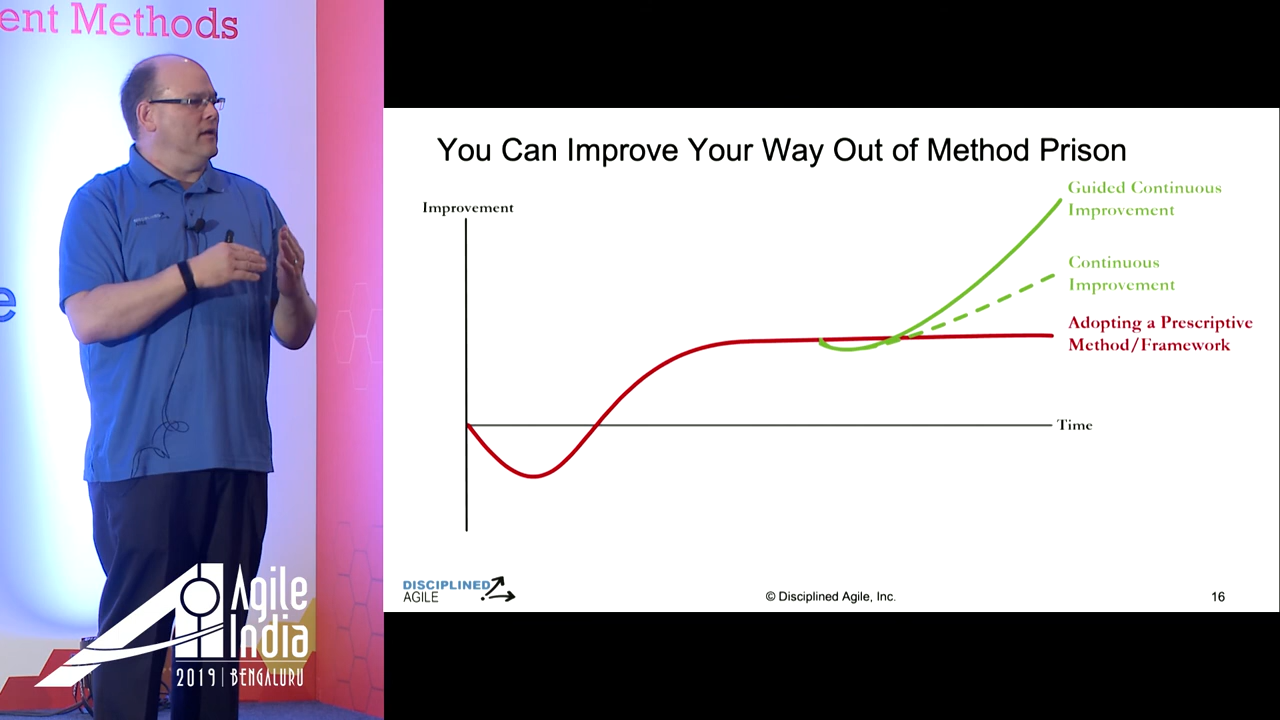 ent Methods
e
Agile
India
2019 | BENGALURU
You Can Improve Your Way Out of Method Prison
Improvement
Guided Continuous
Improvement
Continuous
Improvement
Adopting a Prescriptive
Method/Framework
Time
DISCIPLINED
AGILE
© Disciplined Agile, Inc.
16